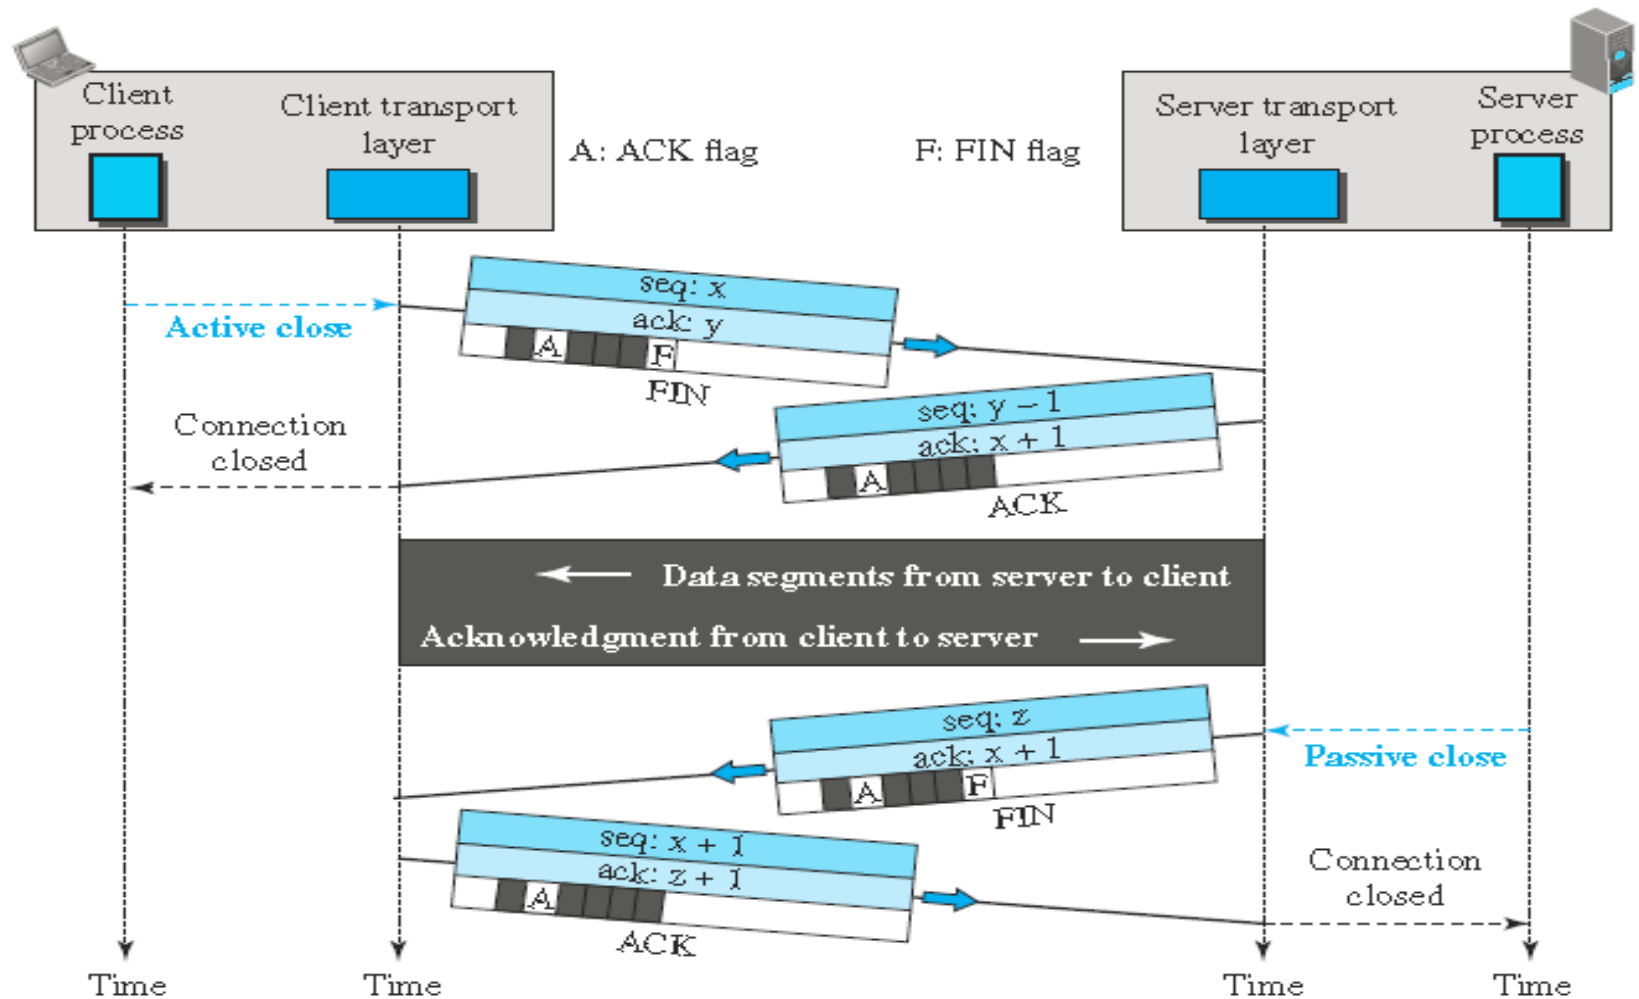 Client
process
Client transport
layer
A: ACK flag
F: FIN flag
Server transport
layer
Server
process
Active close
seq: x
ack: y
A F
FIN
seq: y – 1
ack: x + 1
A
ACK
Connection
closed
Data segments from server to client
Acknowledgment from client to server
Passive close
seq: z
ack: x + 1
A F
FIN
seq: x + 1
ack: z + 1
A
ACK
Connection
closed
Time
Time
Time
Time